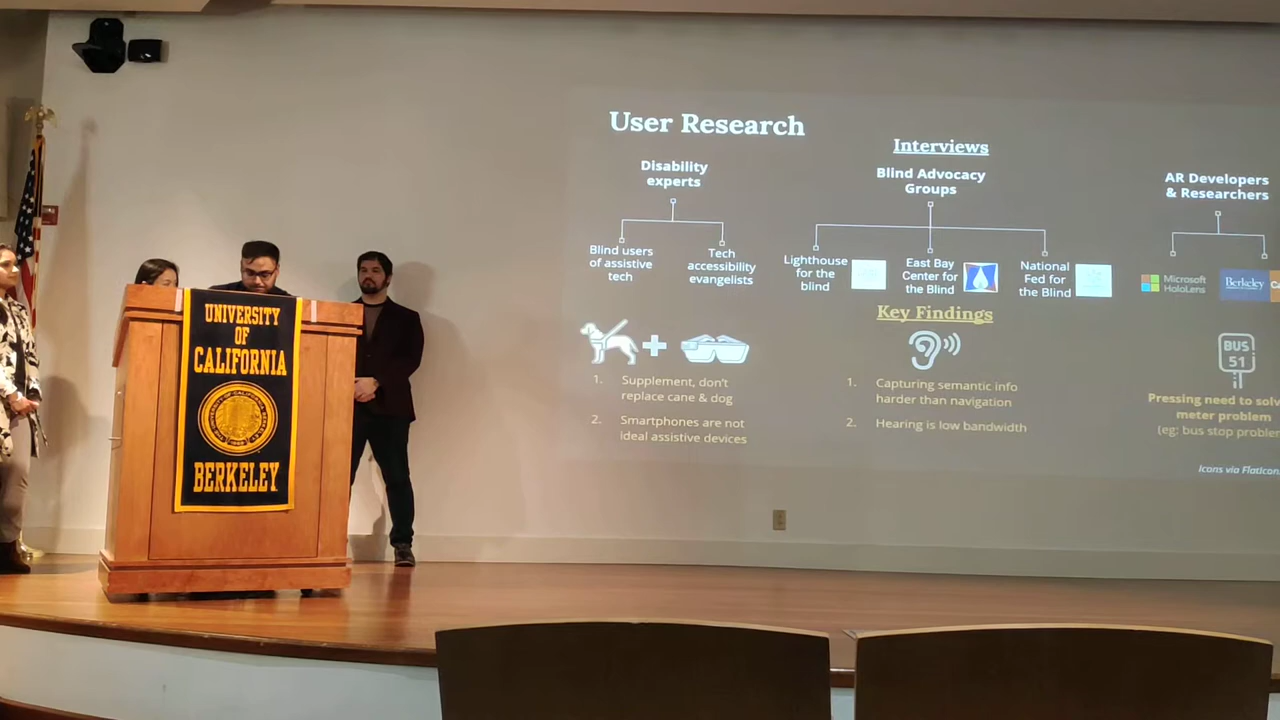 User Research
Interviews
Disability
experts
Blind users
of assistive
tech
Tech
accessibility
evangelists
Blind Advocacy
Groups
Lighthouse
for the
blind
East Bay
Center for
the Blind
National
Fed for
the Blind
AR Developers
& Researchers
Microsoft
HoloLens
Berkeley
Key Findings
1. Supplement, don't
replace cane & dog
2. Smartphones are not
ideal assistive devices
1. Capturing semantic info
harder than navigation
2. Hearing is low bandwidth
BUS
51
Pressing need to solv
meter problem
(eg: bus stop problem
Icons via FlatIcon
UNIVERSITY
OF
CALIFORNIA
BERKELEY